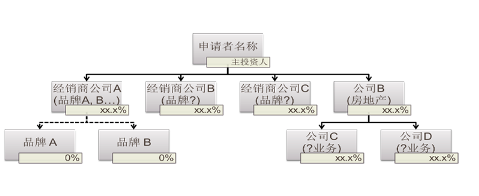 申请者名称
主投资人
经销商公司A
(品牌A, B...)
xx.x%
经销商公司B
(品牌?)
xx.x%
经销商公司C
(品牌?)
xx.x%
公司B
(房地产)
xx.x%
品牌 A
0%
品牌 B
0%
公司C
(?业务)
xx.x%
公司D
(?业务)
xx.x%